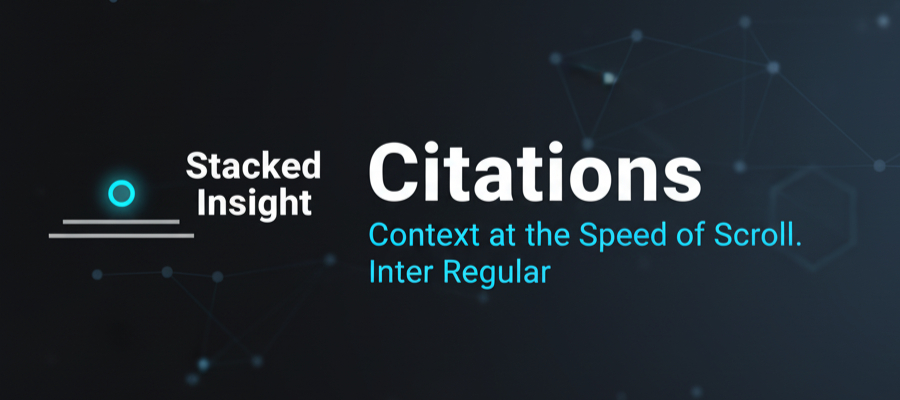 Stacked
Insight
Citations
Context at the Speed of Scroll.
Inter Regular